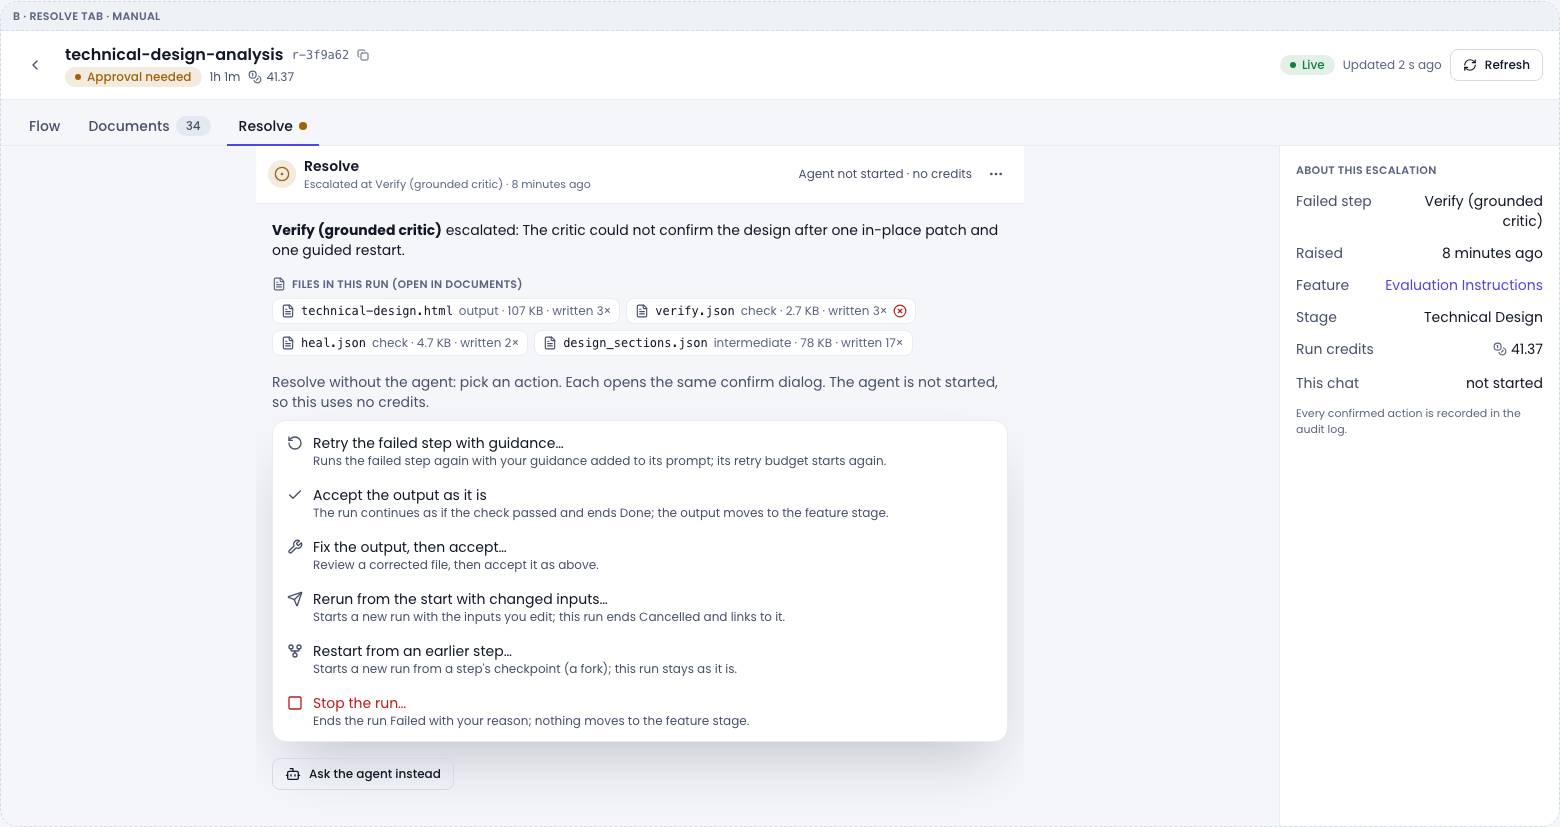 B · RESOLVE TAB · MANUAL
technical-design-analysis r-3f9a62
Approval needed 1h 1m 41.37
Live Updated 2 s ago Refresh
Flow Documents 34 Resolve
Resolve
Escalated at Verify (grounded critic) · 8 minutes ago
Agent not started · no credits
Verify (grounded critic) escalated: The critic could not confirm the design after one in-place patch and
one guided restart.
FILES IN THIS RUN (OPEN IN DOCUMENTS)
technical-design.html output · 107 KB · written 3×
verify.json check · 2.7 KB · written 3×
heal.json check · 4.7 KB · written 2×
design_sections.json intermediate · 78 KB · written 17×
Resolve without the agent: pick an action. Each opens the same confirm dialog. The agent is not started,
so this uses no credits.
Retry the failed step with guidance…
Runs the failed step again with your guidance added to its prompt; its retry budget starts again.
Accept the output as it is
The run continues as if the check passed and ends Done; the output moves to the feature stage.
Fix the output, then accept…
Review a corrected file, then accept it as above.
Rerun from the start with changed inputs…
Starts a new run with the inputs you edit; this run ends Cancelled and links to it.
Restart from an earlier step…
Starts a new run from a step's checkpoint (a fork); this run stays as it is.
Stop the run…
Ends the run Failed with your reason; nothing moves to the feature stage.
Ask the agent instead
ABOUT THIS ESCALATION
Failed step Verify (grounded
critic)
Raised 8 minutes ago
Feature Evaluation Instructions
Stage Technical Design
Run credits 41.37
This chat not started
Every confirmed action is recorded in the
audit log.